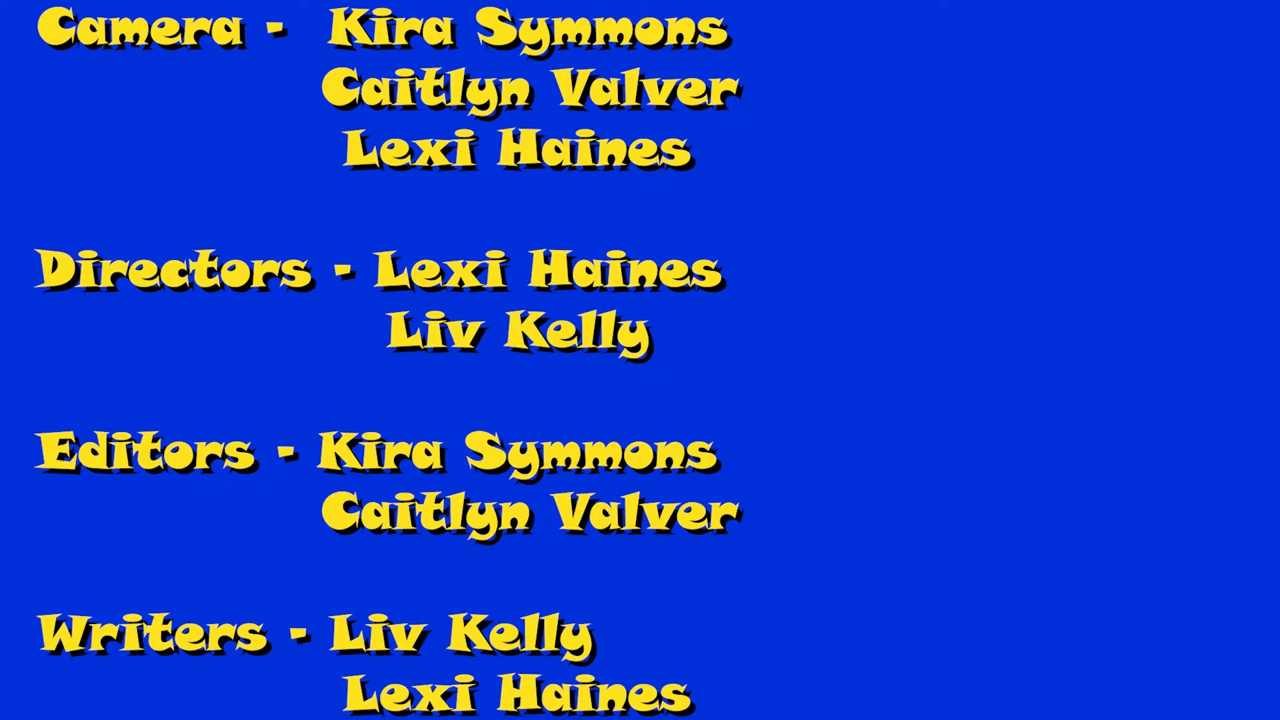 Camera - Kira Symmons
Caitlyn Valver
Lexi Haines
Directors - Lexi Haines
Liv Kelly
Editors - Kira Symmons
Caitlyn Valver
Writers - Liv Kelly
Lexi Haines